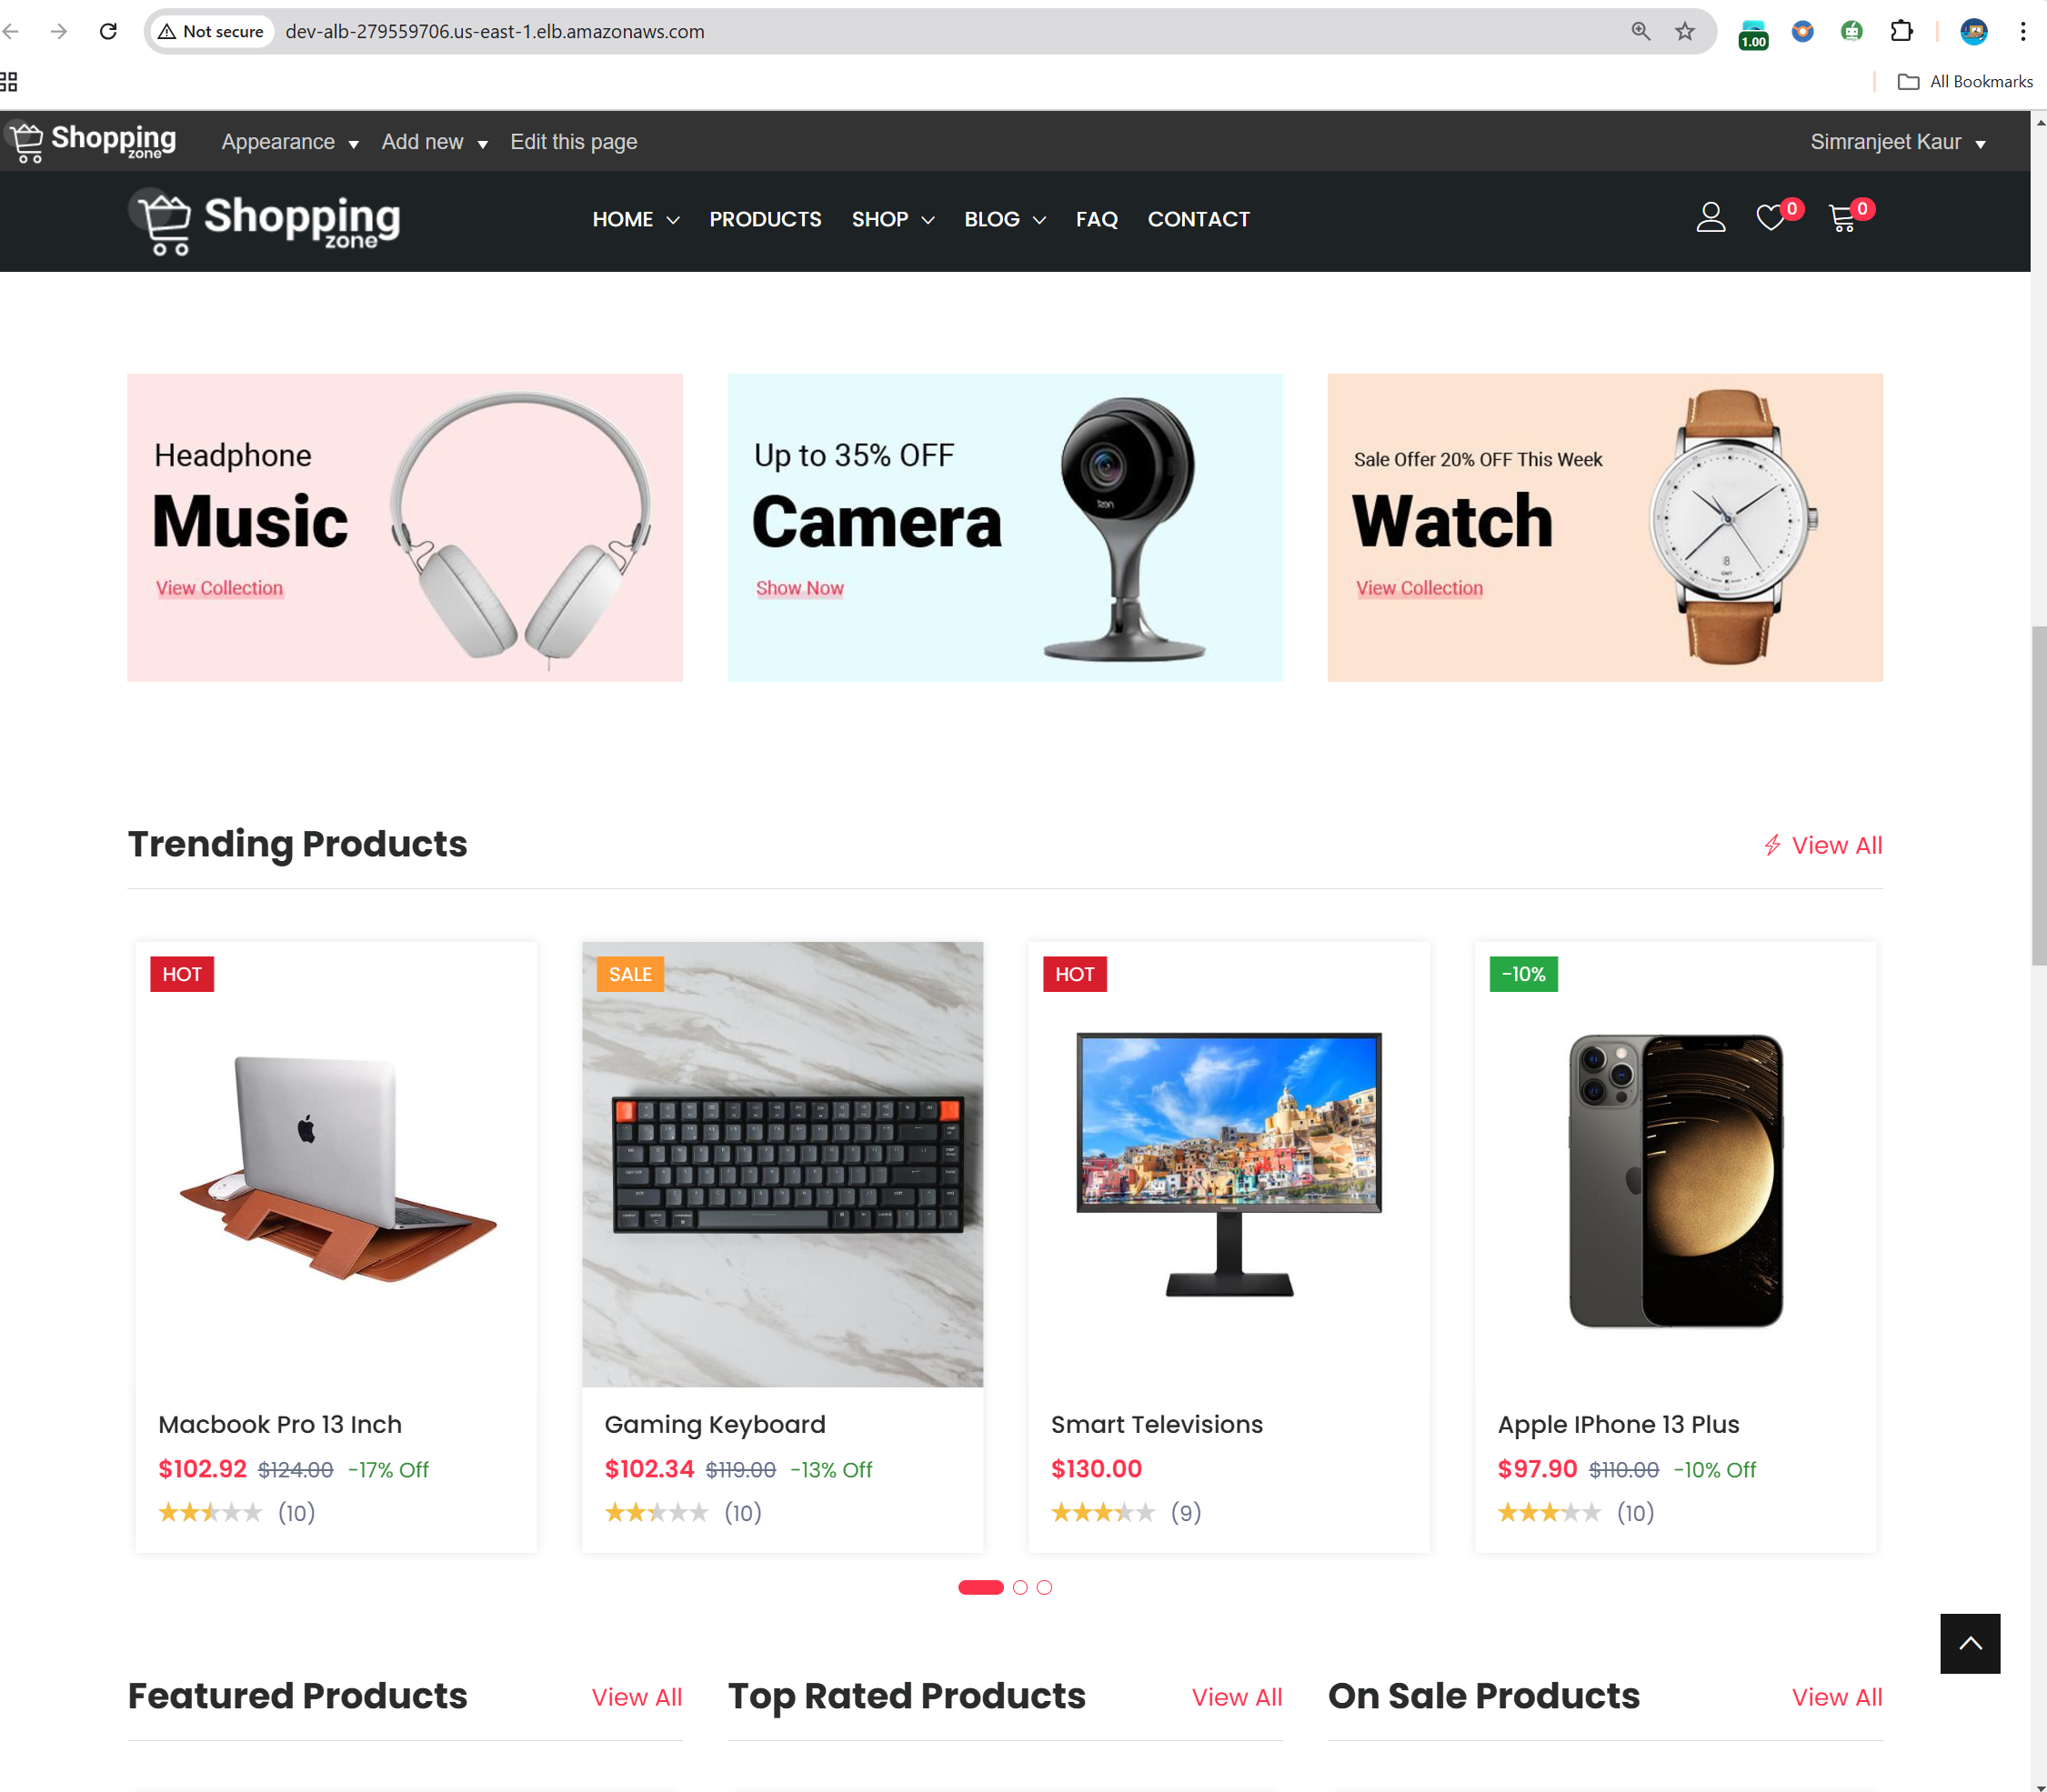 Not secure dev-alb-279559706.us-east-1.elb.amazonaws.com
1.00
All Bookmarks
Shopping zone Appearance Add new Edit this page Simranjeet Kaur
Shopping zone HOME PRODUCTS SHOP BLOG FAQ CONTACT 0 0
Headphone
Music
View Collection
Up to 35% OFF
Camera
Show Now
Sale Offer 20% OFF This Week
Watch
View Collection
Trending Products View All
HOT
Macbook Pro 13 Inch
$102.92 $124.00 -17% Off
(10)
SALE
Gaming Keyboard
$102.34 $119.00 -13% Off
(10)
HOT
Smart Televisions
$130.00
(9)
-10%
Apple IPhone 13 Plus
$97.90 $110.00 -10% Off
(10)
Featured Products View All
Top Rated Products View All
On Sale Products View All